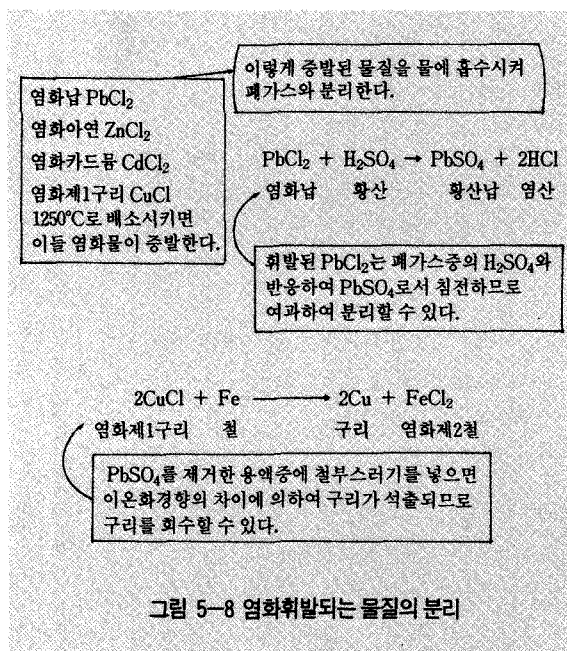 이렇게 증발된 물질을 물에 흡수시켜
폐가스와 분리한다.
염화납 PbCl₂
염화아연 ZnCl₂
염화카드뮴 CdCl₂
염화제1구리 CuCl
1250°C로 배소시키면
이들 염화물이 증발한다.
PbCl₂ + H₂SO₄ → PbSO₄ + 2HCl
염화납 황산 황산납 염산
휘발된 PbCl₂는 폐가스중의 H₂SO₄와
반응하여 PbSO₄로서 침전하므로
여과하여 분리할 수 있다.
2CuCl + Fe → 2Cu + FeCl₂
염화제1구리 철 구리 염화제2철
PbSO₄를 제거한 용액중에 철부스러기를 넣으면
이온화경향의 차이에 의하여 구리가 석출되므로
구리를 회수할 수 있다.
그림 5-8 염화휘발되는 물질의 분리